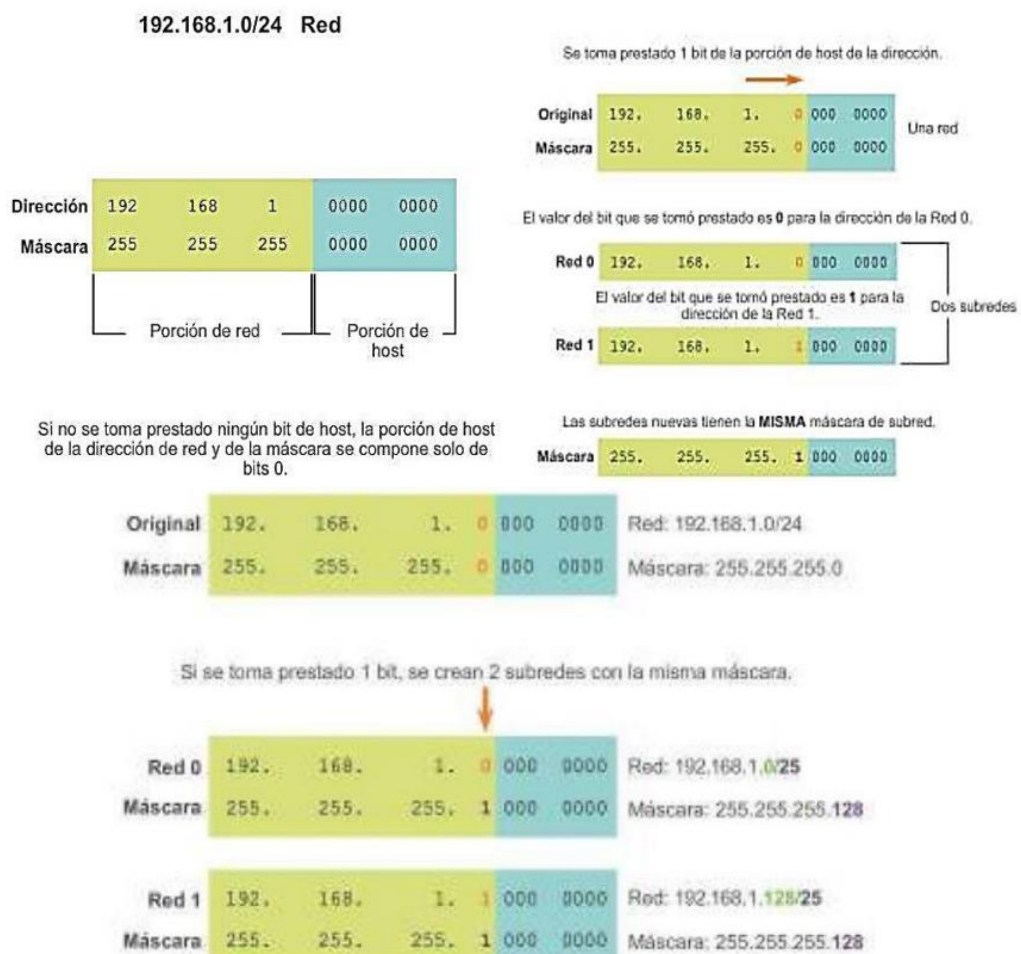 192.168.1.0/24 Red
Dirección 192 168 1 0000 0000
Máscara 255 255 255 0000 0000
Porción de red
Porción de
host
Si no se toma prestado ningún bit de host, la porción de host
de la dirección de red y de la máscara se compone solo de
bits 0.
Se toma prestado 1 bit de la porción de host de la dirección.
Original 192. 168. 1. 0 000 0000
Máscara 255. 255. 255. 0 000 0000
Una red
El valor del bit que se tomó prestado es 0 para la dirección de la Red 0.
Red 0 192. 168. 1. 0 000 0000
El valor del bit que se tomó prestado es 1 para la
dirección de la Red 1.
Red 1 192. 168. 1. 1 000 0000
Dos subredes
Las subredes nuevas tienen la MISMA máscara de subred.
Máscara 255. 255. 255. 1 000 0000
Original 192. 168. 1. 0 000 0000 Red: 192.168.1.0/24
Máscara 255. 255. 255. 0 000 0000 Máscara: 255.255.255.0
Si se toma prestado 1 bit, se crean 2 subredes con la misma máscara.
Red 0 192. 168. 1. 0 000 0000 Red: 192.168.1.0/25
Máscara 255. 255. 255. 1 000 0000 Máscara: 255.255.255.128
Red 1 192. 168. 1. 1 000 0000 Red: 192.168.1.128/25
Máscara 255. 255. 255. 1 000 0000 Máscara: 255.255.255.128